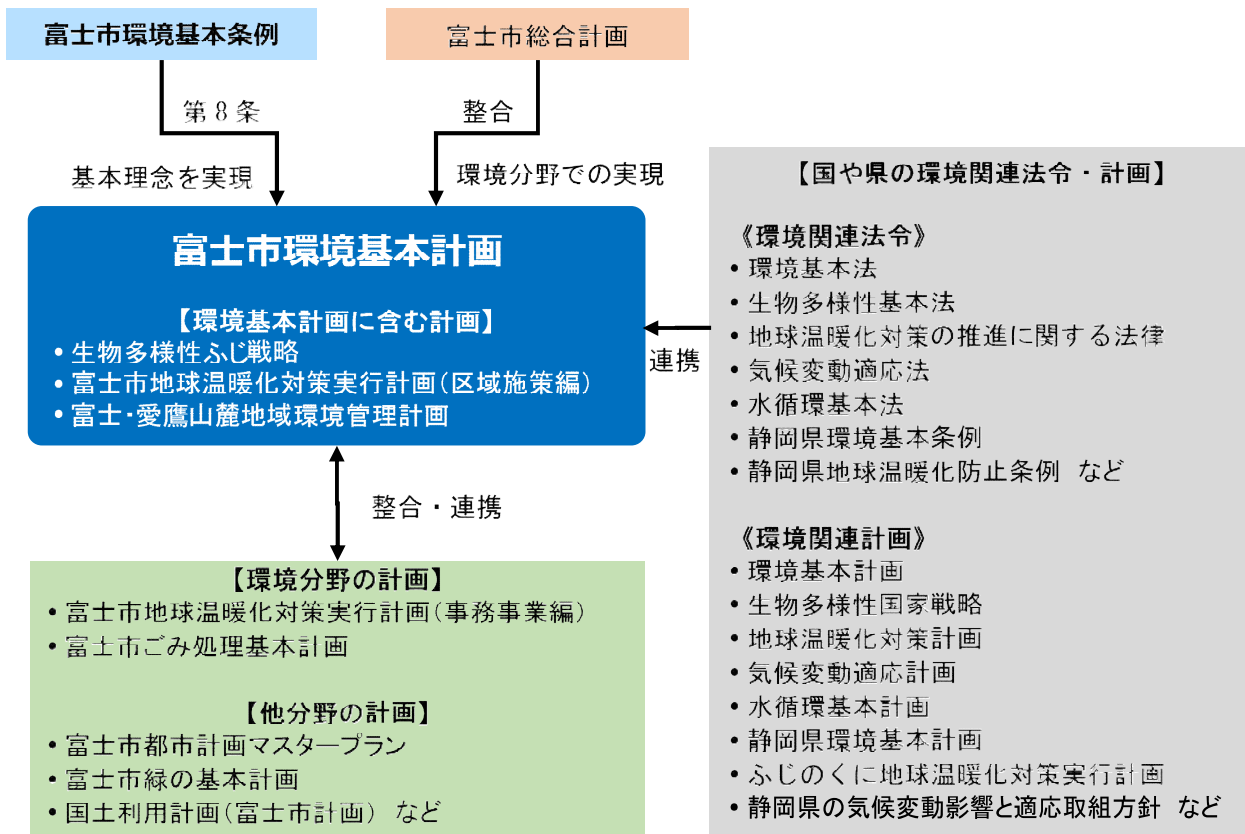 富士市環境基本条例
富士市総合計画
第8条
整合
基本理念を実現
環境分野での実現
富士市環境基本計画
【環境基本計画に含む計画】
• 生物多様性ふじ戦略
• 富士市地球温暖化対策実行計画(区域施策編)
• 富士・愛鷹山麓地域環境管理計画
連携
整合・連携
【環境分野の計画】
• 富士市地球温暖化対策実行計画(事務事業編)
• 富士市ごみ処理基本計画
【他分野の計画】
• 富士市都市計画マスタープラン
• 富士市緑の基本計画
• 国土利用計画(富士市計画) など
【国や県の環境関連法令・計画】
《環境関連法令》
• 環境基本法
• 生物多様性基本法
• 地球温暖化対策の推進に関する法律
• 気候変動適応法
• 水循環基本法
• 静岡県環境基本条例
• 静岡県地球温暖化防止条例 など
《環境関連計画》
• 環境基本計画
• 生物多様性国家戦略
• 地球温暖化対策計画
• 気候変動適応計画
• 水循環基本計画
• 静岡県環境基本計画
• ふじのくに地球温暖化対策実行計画
• 静岡県の気候変動影響と適応取組方針 など